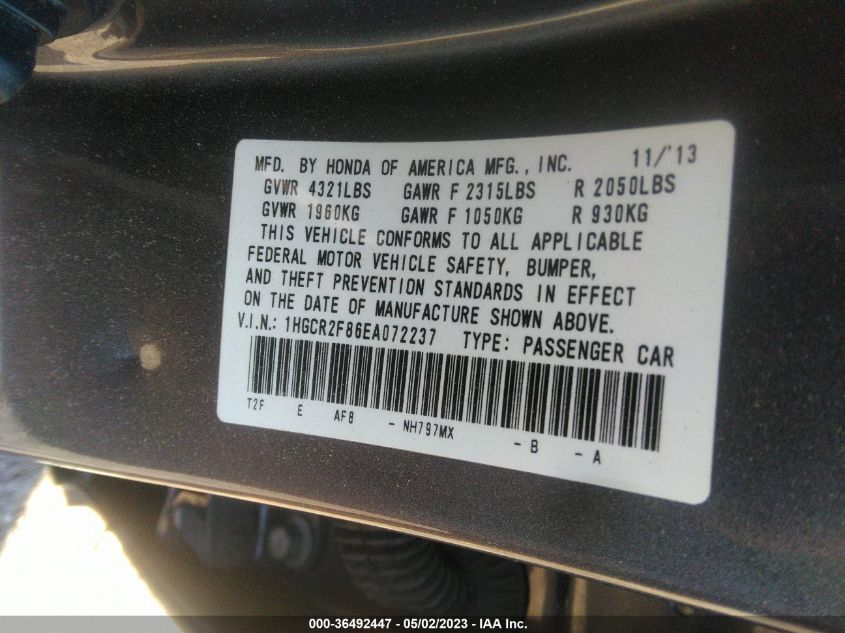 MFD. BY HONDA OF AMERICA MFG., INC. 11/'13
GVWR 4321LBS GAWR F 2315LBS R 2050LBS
GVWR 1960KG GAWR F 1050KG R 930KG
THIS VEHICLE CONFORMS TO ALL APPLICABLE
FEDERAL MOTOR VEHICLE SAFETY, BUMPER,
AND THEFT PREVENTION STANDARDS IN EFFECT
ON THE DATE OF MANUFACTURE SHOWN ABOVE.
V.I.N.: 1HGCR2F86EA072237 TYPE: PASSENGER CAR
T2F E AF8 - NH797MX - B - A
000-36492447 / 05/02/2023 - IAA Inc.